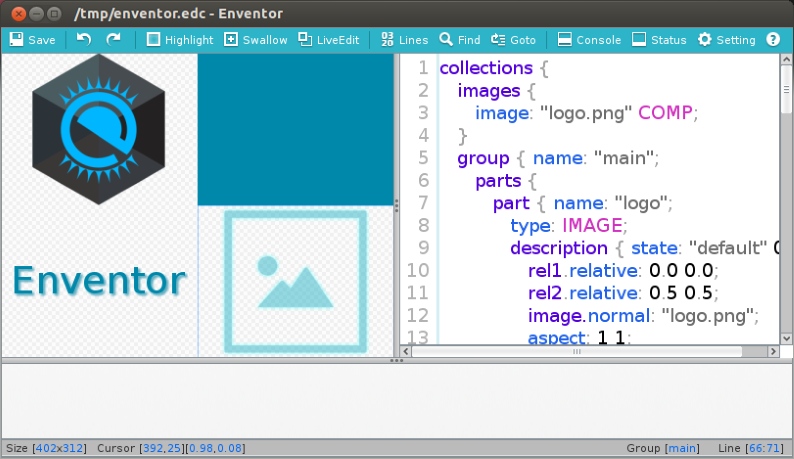 /tmp/enventor.edc - Enventor
Save Highlight Swallow LiveEdit 03 20 Lines Find Goto Console Status Setting ?
Enventor
1 collections {
2 images {
3 image: "logo.png" COMP;
4 }
5 group { name: "main";
6 parts {
7 part { name: "logo";
8 type: IMAGE;
9 description { state: "default" 0
10 rel1.relative: 0.0 0.0;
11 rel2.relative: 0.5 0.5;
12 image.normal: "logo.png";
13 aspect: 1 1;
Size [402x312] Cursor [392,25][0.98,0.08] Group [main] Line [66:71]